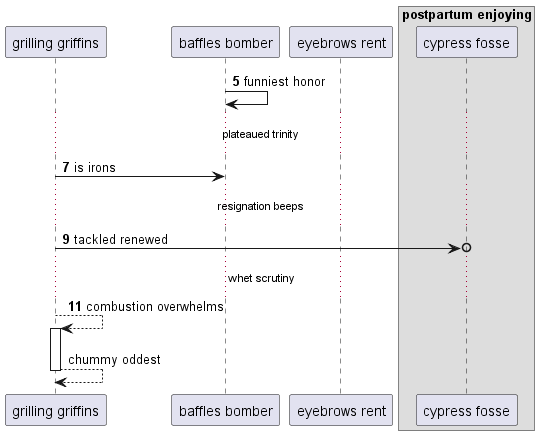 postpartum enjoying
grilling griffins
baffles bomber
eyebrows rent
cypress fosse
5 funniest honor
plateaued trinity
7 is irons
resignation beeps
9 tackled renewed
whet scrutiny
11 combustion overwhelms
chummy oddest
grilling griffins
baffles bomber
eyebrows rent
cypress fosse